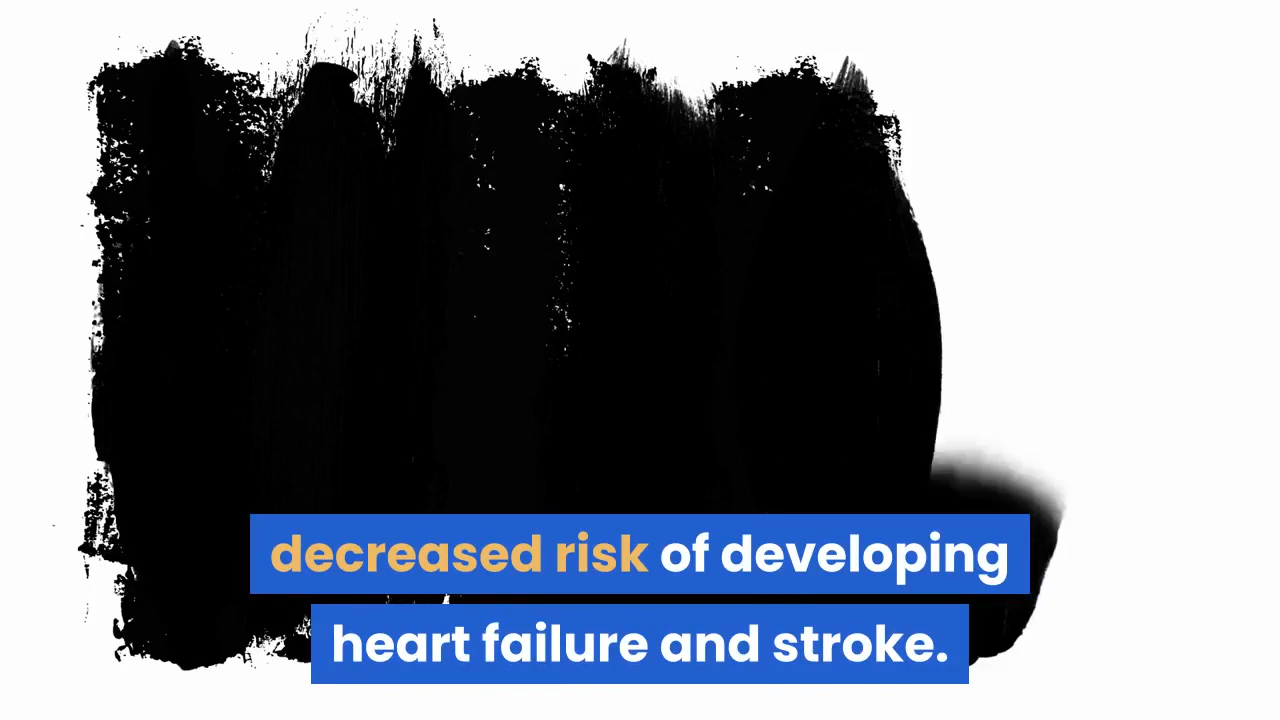 decreased risk of developing
heart failure and stroke.